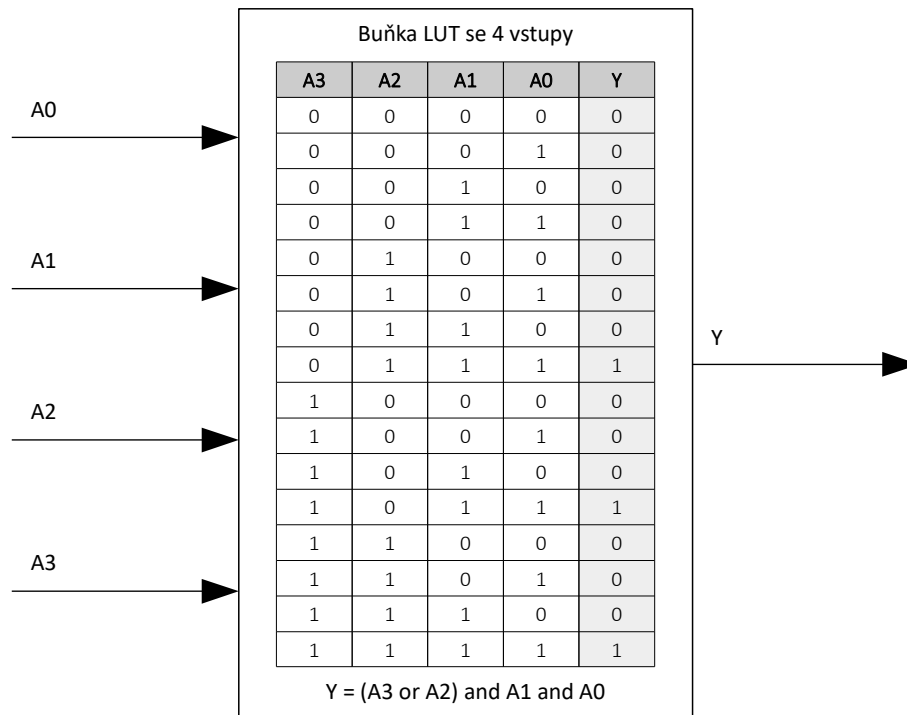 Buňka LUT se 4 vstupy
A3 A2 A1 A0 Y
0 0 0 0 0
0 0 0 1 0
0 0 1 0 0
0 0 1 1 0
0 1 0 0 0
0 1 0 1 0
0 1 1 0 0
0 1 1 1 1
1 0 0 0 0
1 0 0 1 0
1 0 1 0 0
1 0 1 1 1
1 1 0 0 0
1 1 0 1 0
1 1 1 0 0
1 1 1 1 1
Y = (A3 or A2) and A1 and A0
A0
A1
A2
A3
Y